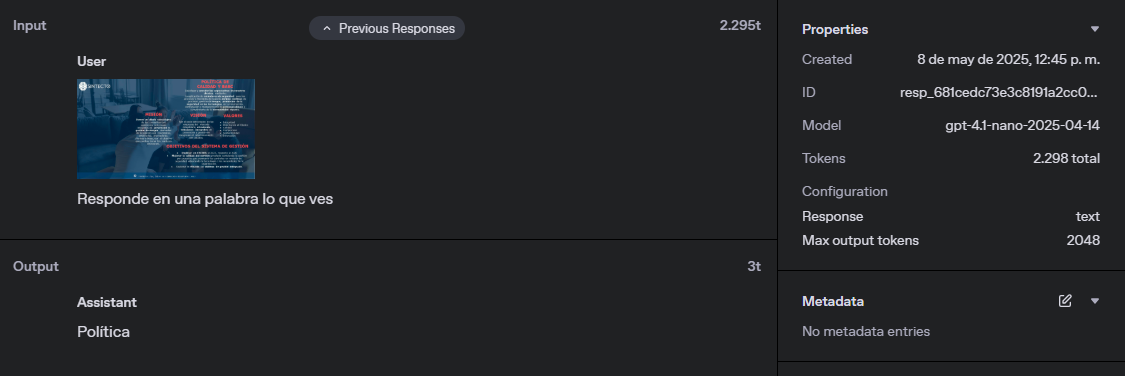 Input
Previous Responses
2.295t
User
SINTECTO
POLÍTICA DE
CALIDAD Y SGSI
MISIÓN
VISIÓN
VALORES
OBJETIVOS DEL SISTEMA DE GESTIÓN
Responde en una palabra lo que ves
Output
3t
Assistant
Política
Properties
Created
8 de may de 2025, 12:45 p. m.
ID
resp_681cedc73e3c8191a2cc0...
Model
gpt-4.1-nano-2025-04-14
Tokens
2.298 total
Configuration
Response
text
Max output tokens
2048
Metadata
No metadata entries